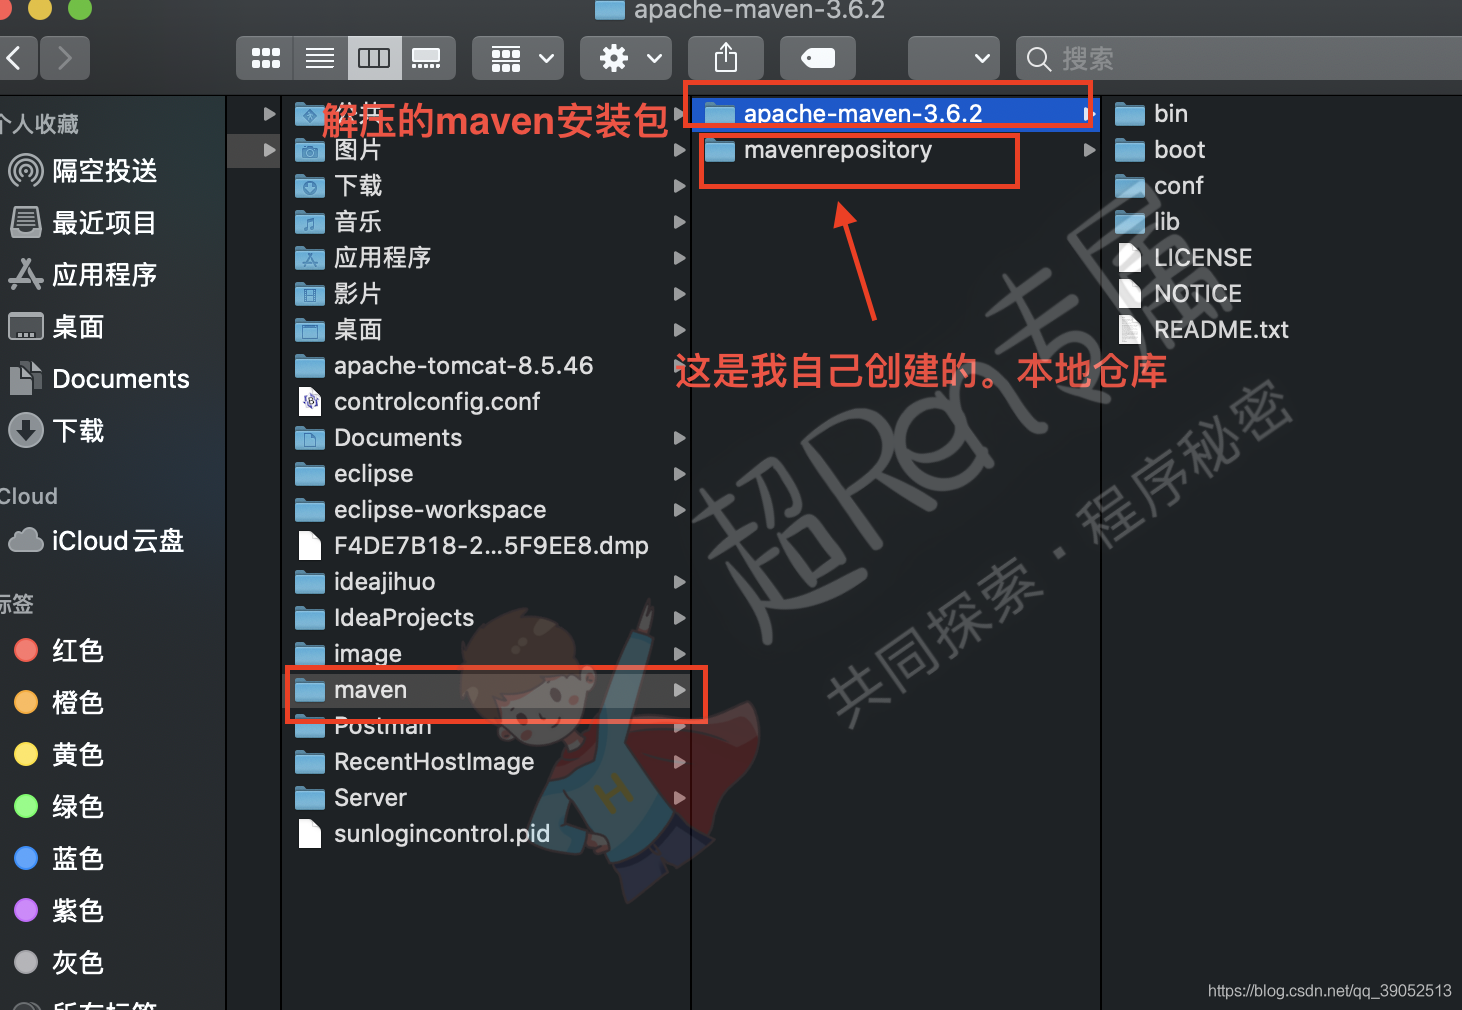 apache-maven-3.6.2
搜索
个人收藏
隔空投送
最近项目
应用程序
桌面
Documents
下载
iCloud
iCloud云盘
标签
红色
橙色
黄色
绿色
蓝色
紫色
灰色
所有标签
公共
图片
下载
音乐
应用程序
影片
桌面
apache-tomcat-8.5.46
controlconfig.conf
Documents
eclipse
eclipse-workspace
F4DE7B18-2...5F9EE8.dmp
ideajihuo
IdeaProjects
image
maven
Postman
RecentHostImage
Server
sunlogincontrol.pid
解压的maven安装包
apache-maven-3.6.2
mavenrepository
这是我自己创建的。本地仓库
bin
boot
conf
lib
LICENSE
NOTICE
README.txt
超Ran专属
共同探索·程序秘密
H
https://blog.csdn.net/qq_39052513